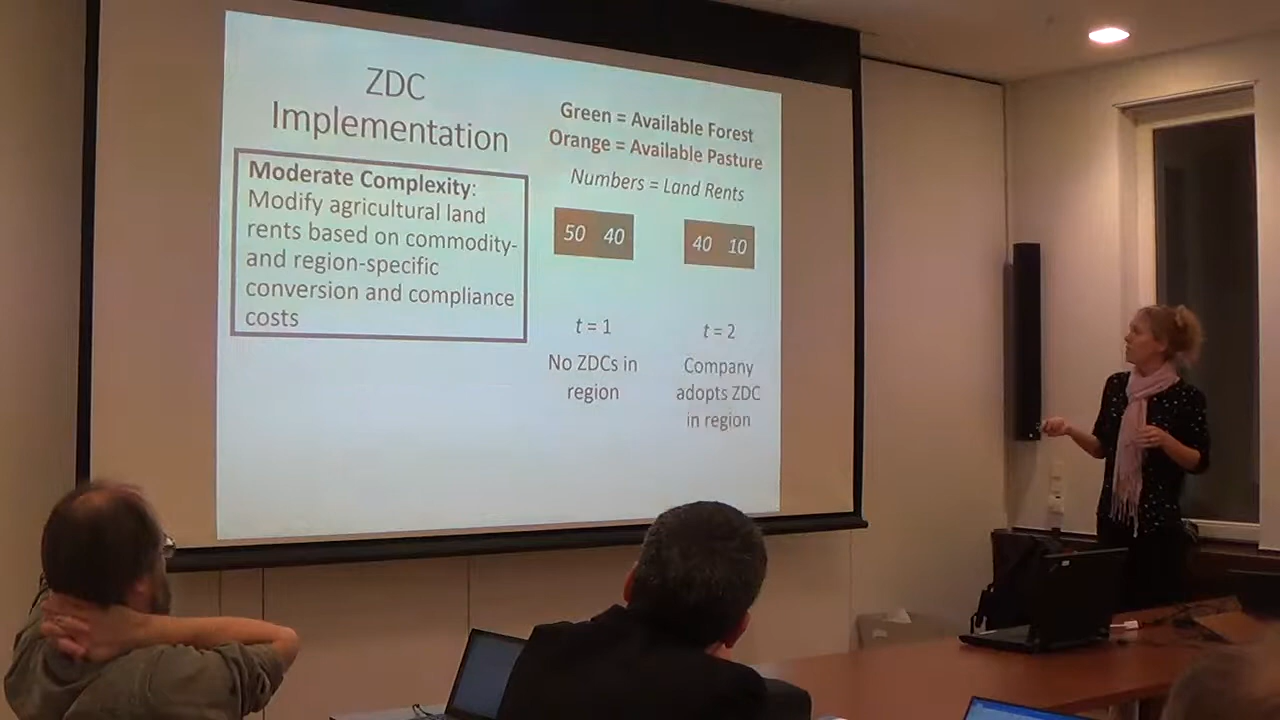 ZDC
Implementation
Moderate Complexity:
Modify agricultural land
rents based on commodity-
and region-specific
conversion and compliance
costs
Green = Available Forest
Orange = Available Pasture
Numbers = Land Rents
50 40
40 10
t = 1
t = 2
No ZDCs in
region
Company
adopts ZDC
in region